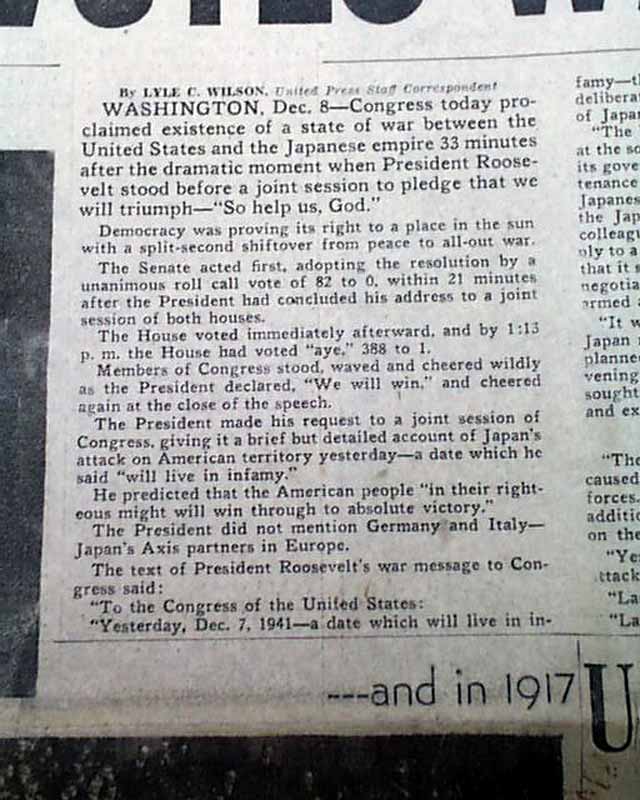 VOTES W
By LYLE C. WILSON, United Press Staff Correspondent
WASHINGTON, Dec. 8—Congress today pro-
claimed existence of a state of war between the
United States and the Japanese empire 33 minutes
after the dramatic moment when President Roose-
velt stood before a joint session to pledge that we
will triumph—"So help us, God."
Democracy was proving its right to a place in the sun
with a split-second shiftover from peace to all-out war.
The Senate acted first, adopting the resolution by a
unanimous roll call vote of 82 to 0, within 21 minutes
after the President had concluded his address to a joint
session of both houses.
The House voted immediately afterward, and by 1:13
p. m. the House had voted "aye," 388 to 1.
Members of Congress stood, waved and cheered wildly
as the President declared, "We will win," and cheered
again at the close of the speech.
The President made his request to a joint session of
Congress, giving it a brief but detailed account of Japan's
attack on American territory yesterday—a date which he
said "will live in infamy."
He predicted that the American people "in their right-
eous might will win through to absolute victory."
The President did not mention Germany and Italy—
Japan's Axis partners in Europe.
The text of President Roosevelt's war message to Con-
gress said:
"To the Congress of the United States:
"Yesterday, Dec. 7, 1941—a date which will live in in-
famy—th
delibera
of Japan
"The
at the so
its gove
tenance
Japanes
the Jap
colleagu
ply to a
that it s
negotia
armed a
"It w
Japan
planne
vening
sought
and ex
"The
caused
forces.
additio
on the
"Ye
ttack
"La
"La
---and in 1917
U